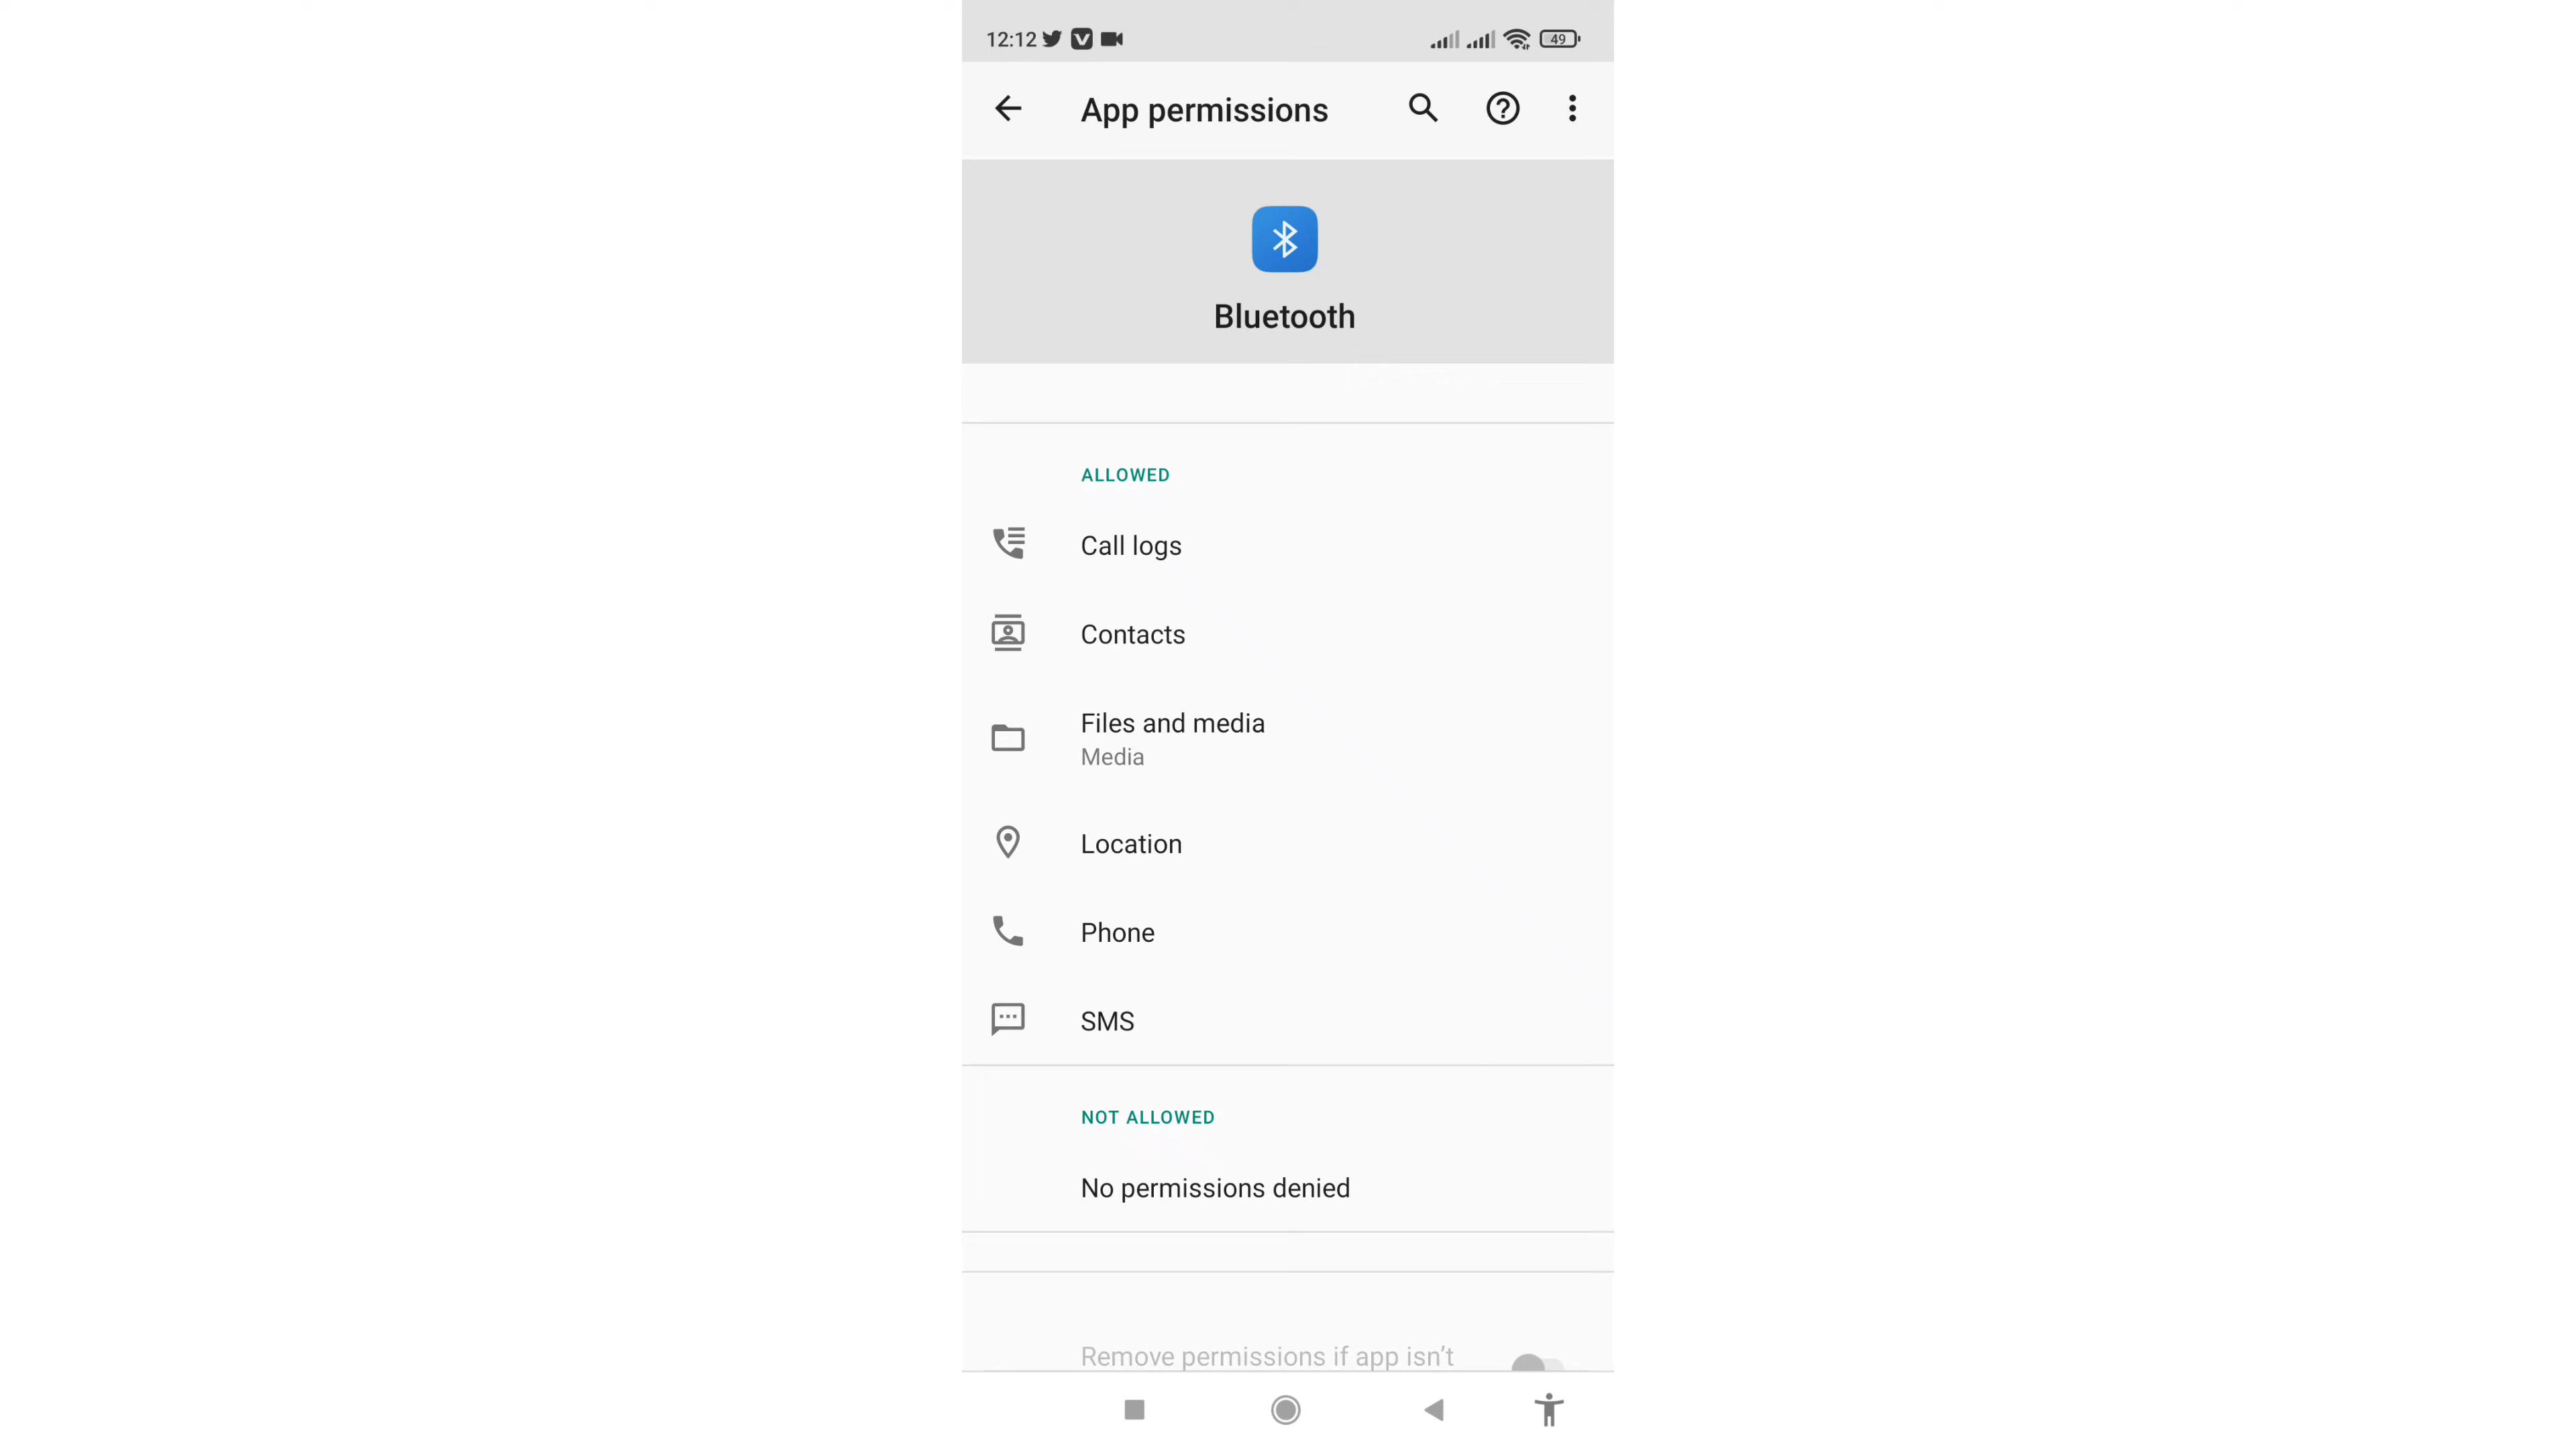 12:12 49
App permissions
Bluetooth
ALLOWED
Call logs
Contacts
Files and media
Media
Location
Phone
SMS
NOT ALLOWED
No permissions denied
Remove permissions if app isn’t